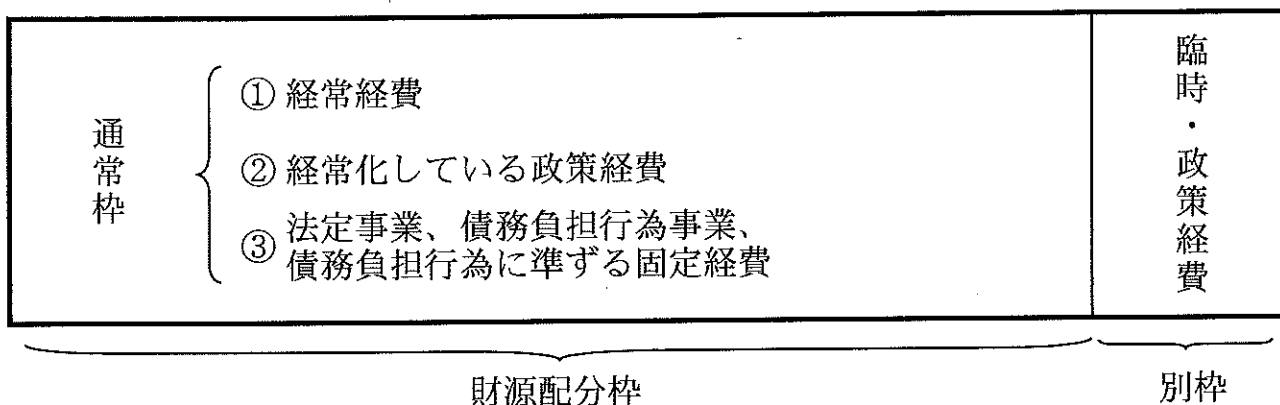 通常枠
① 経常経費
② 経常化している政策経費
③ 法定事業、債務負担行為事業、
債務負担行為に準ずる固定経費
臨時・政策経費
財源配分枠
別枠